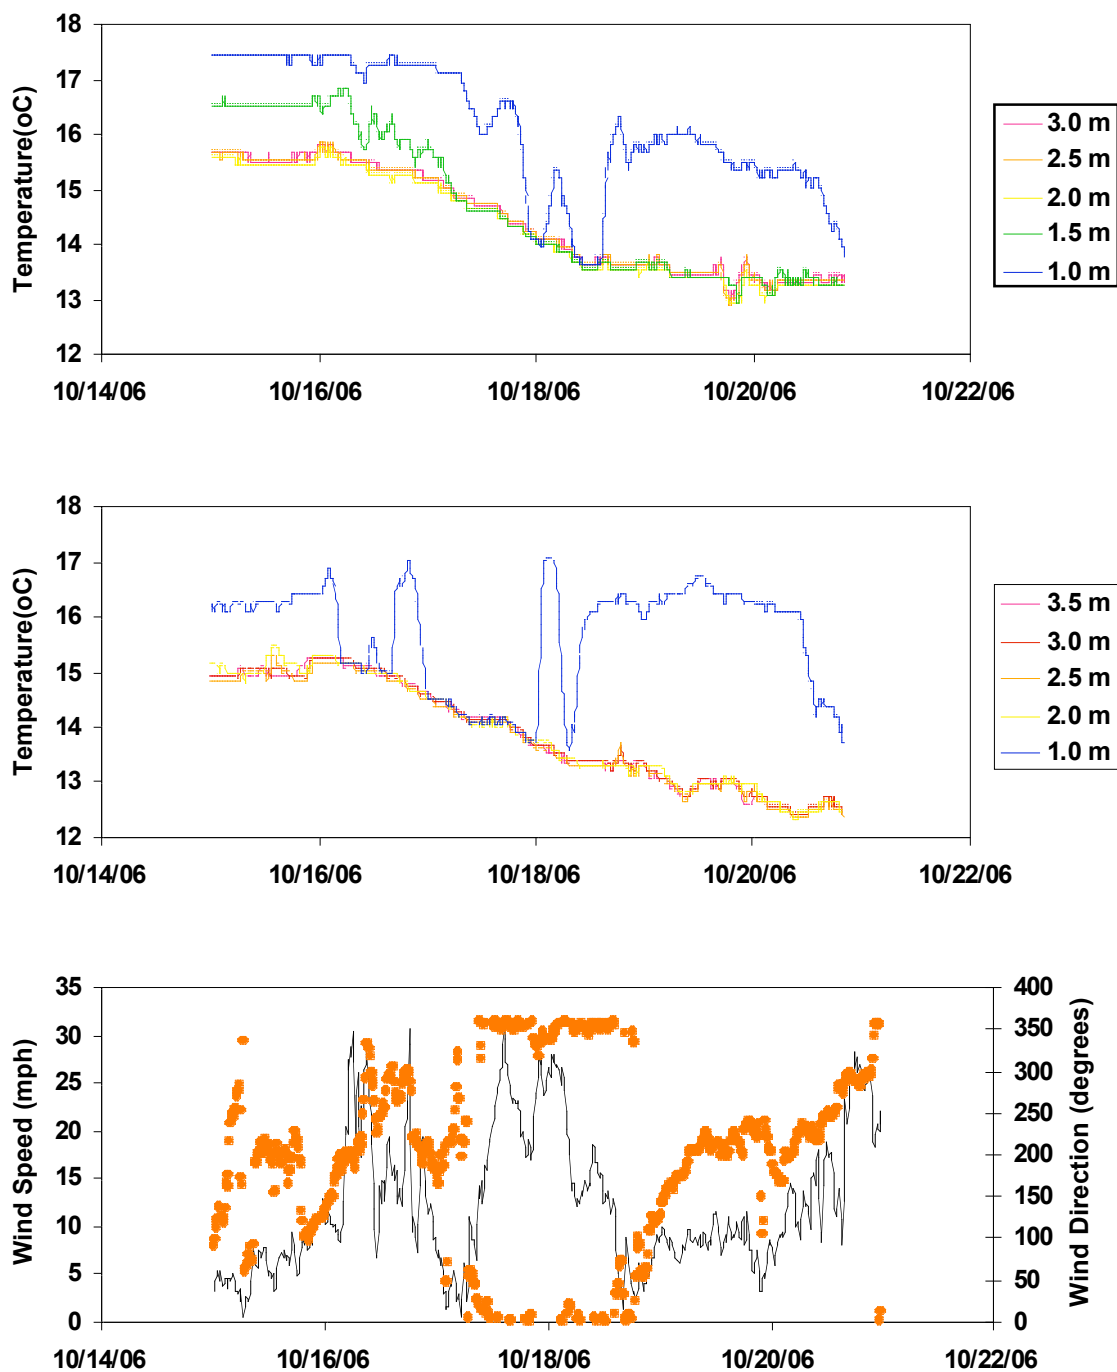 18
17
16
15
14
13
12
Temperature(oC)
10/14/06 10/16/06 10/18/06 10/20/06 10/22/06
3.0 m
2.5 m
2.0 m
1.5 m
1.0 m
18
17
16
15
14
13
12
Temperature(oC)
10/14/06 10/16/06 10/18/06 10/20/06 10/22/06
3.5 m
3.0 m
2.5 m
2.0 m
1.0 m
35
30
25
20
15
10
5
0
Wind Speed (mph)
400
350
300
250
200
150
100
50
0
Wind Direction (degrees)
10/14/06 10/16/06 10/18/06 10/20/06 10/22/06